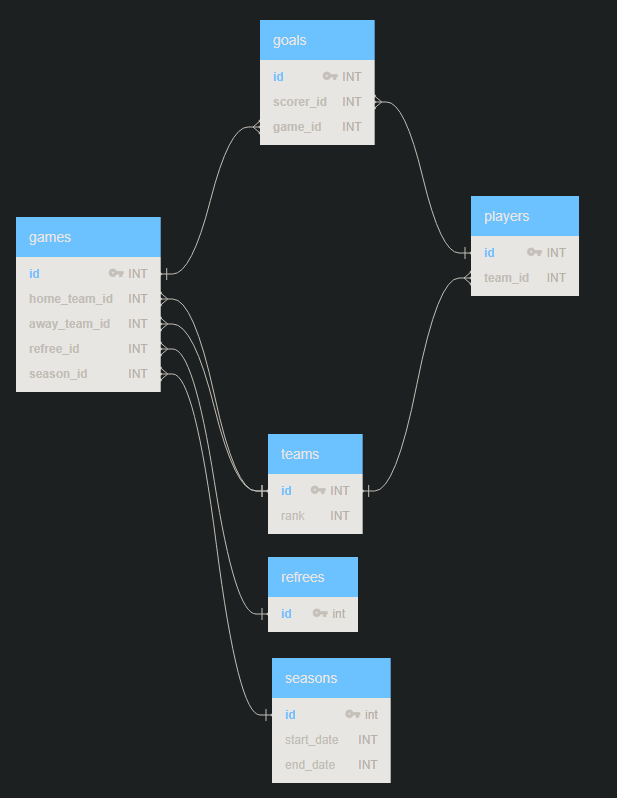 goals
id INT
scorer_id INT
game_id INT
players
id INT
team_id INT
games
id INT
home_team_id INT
away_team_id INT
refree_id INT
season_id INT
teams
id INT
rank INT
refrees
id int
seasons
id int
start_date INT
end_date INT